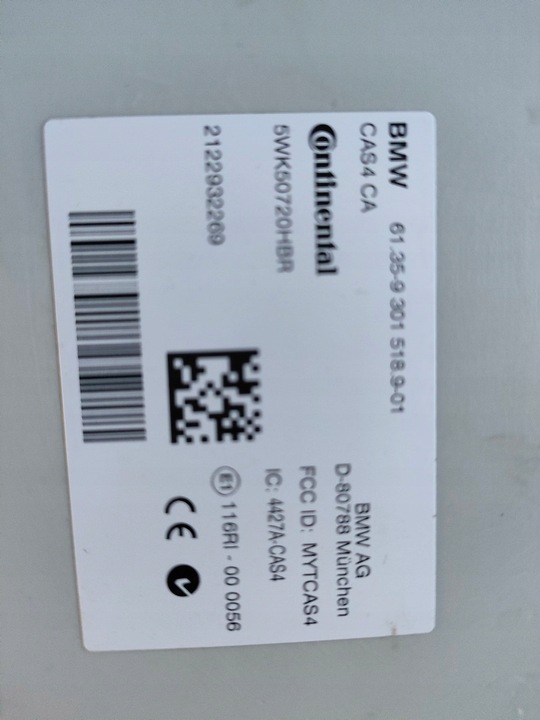 BMW 61.35-9 301 518.9-01
CAS4 CA
Continental
5WK50720HBR
2122932269
BMW AG
D-80788 München
FCC ID: MYTCAS4
IC: 4427A-CAS4
E1 116RI - 00 0056
CE